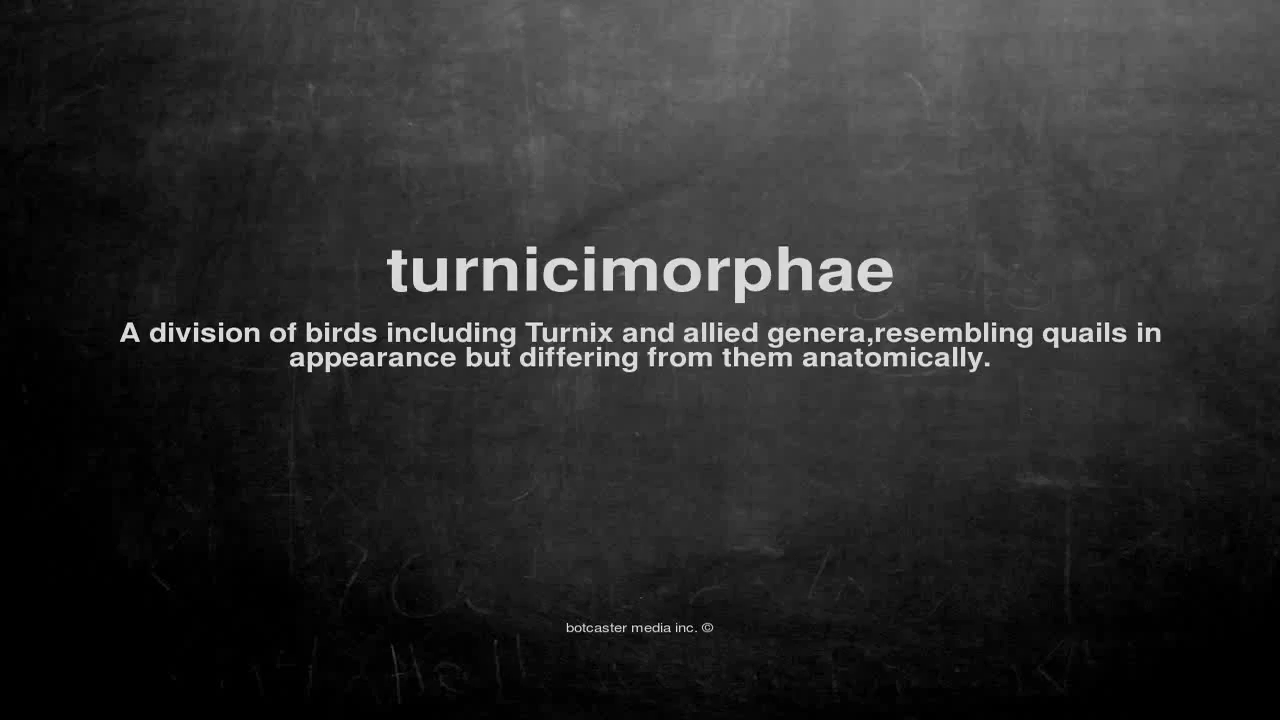 turnicimorphae
A division of birds including Turnix and allied genera,resembling quails in
appearance but differing from them anatomically.
botcaster media inc. ©